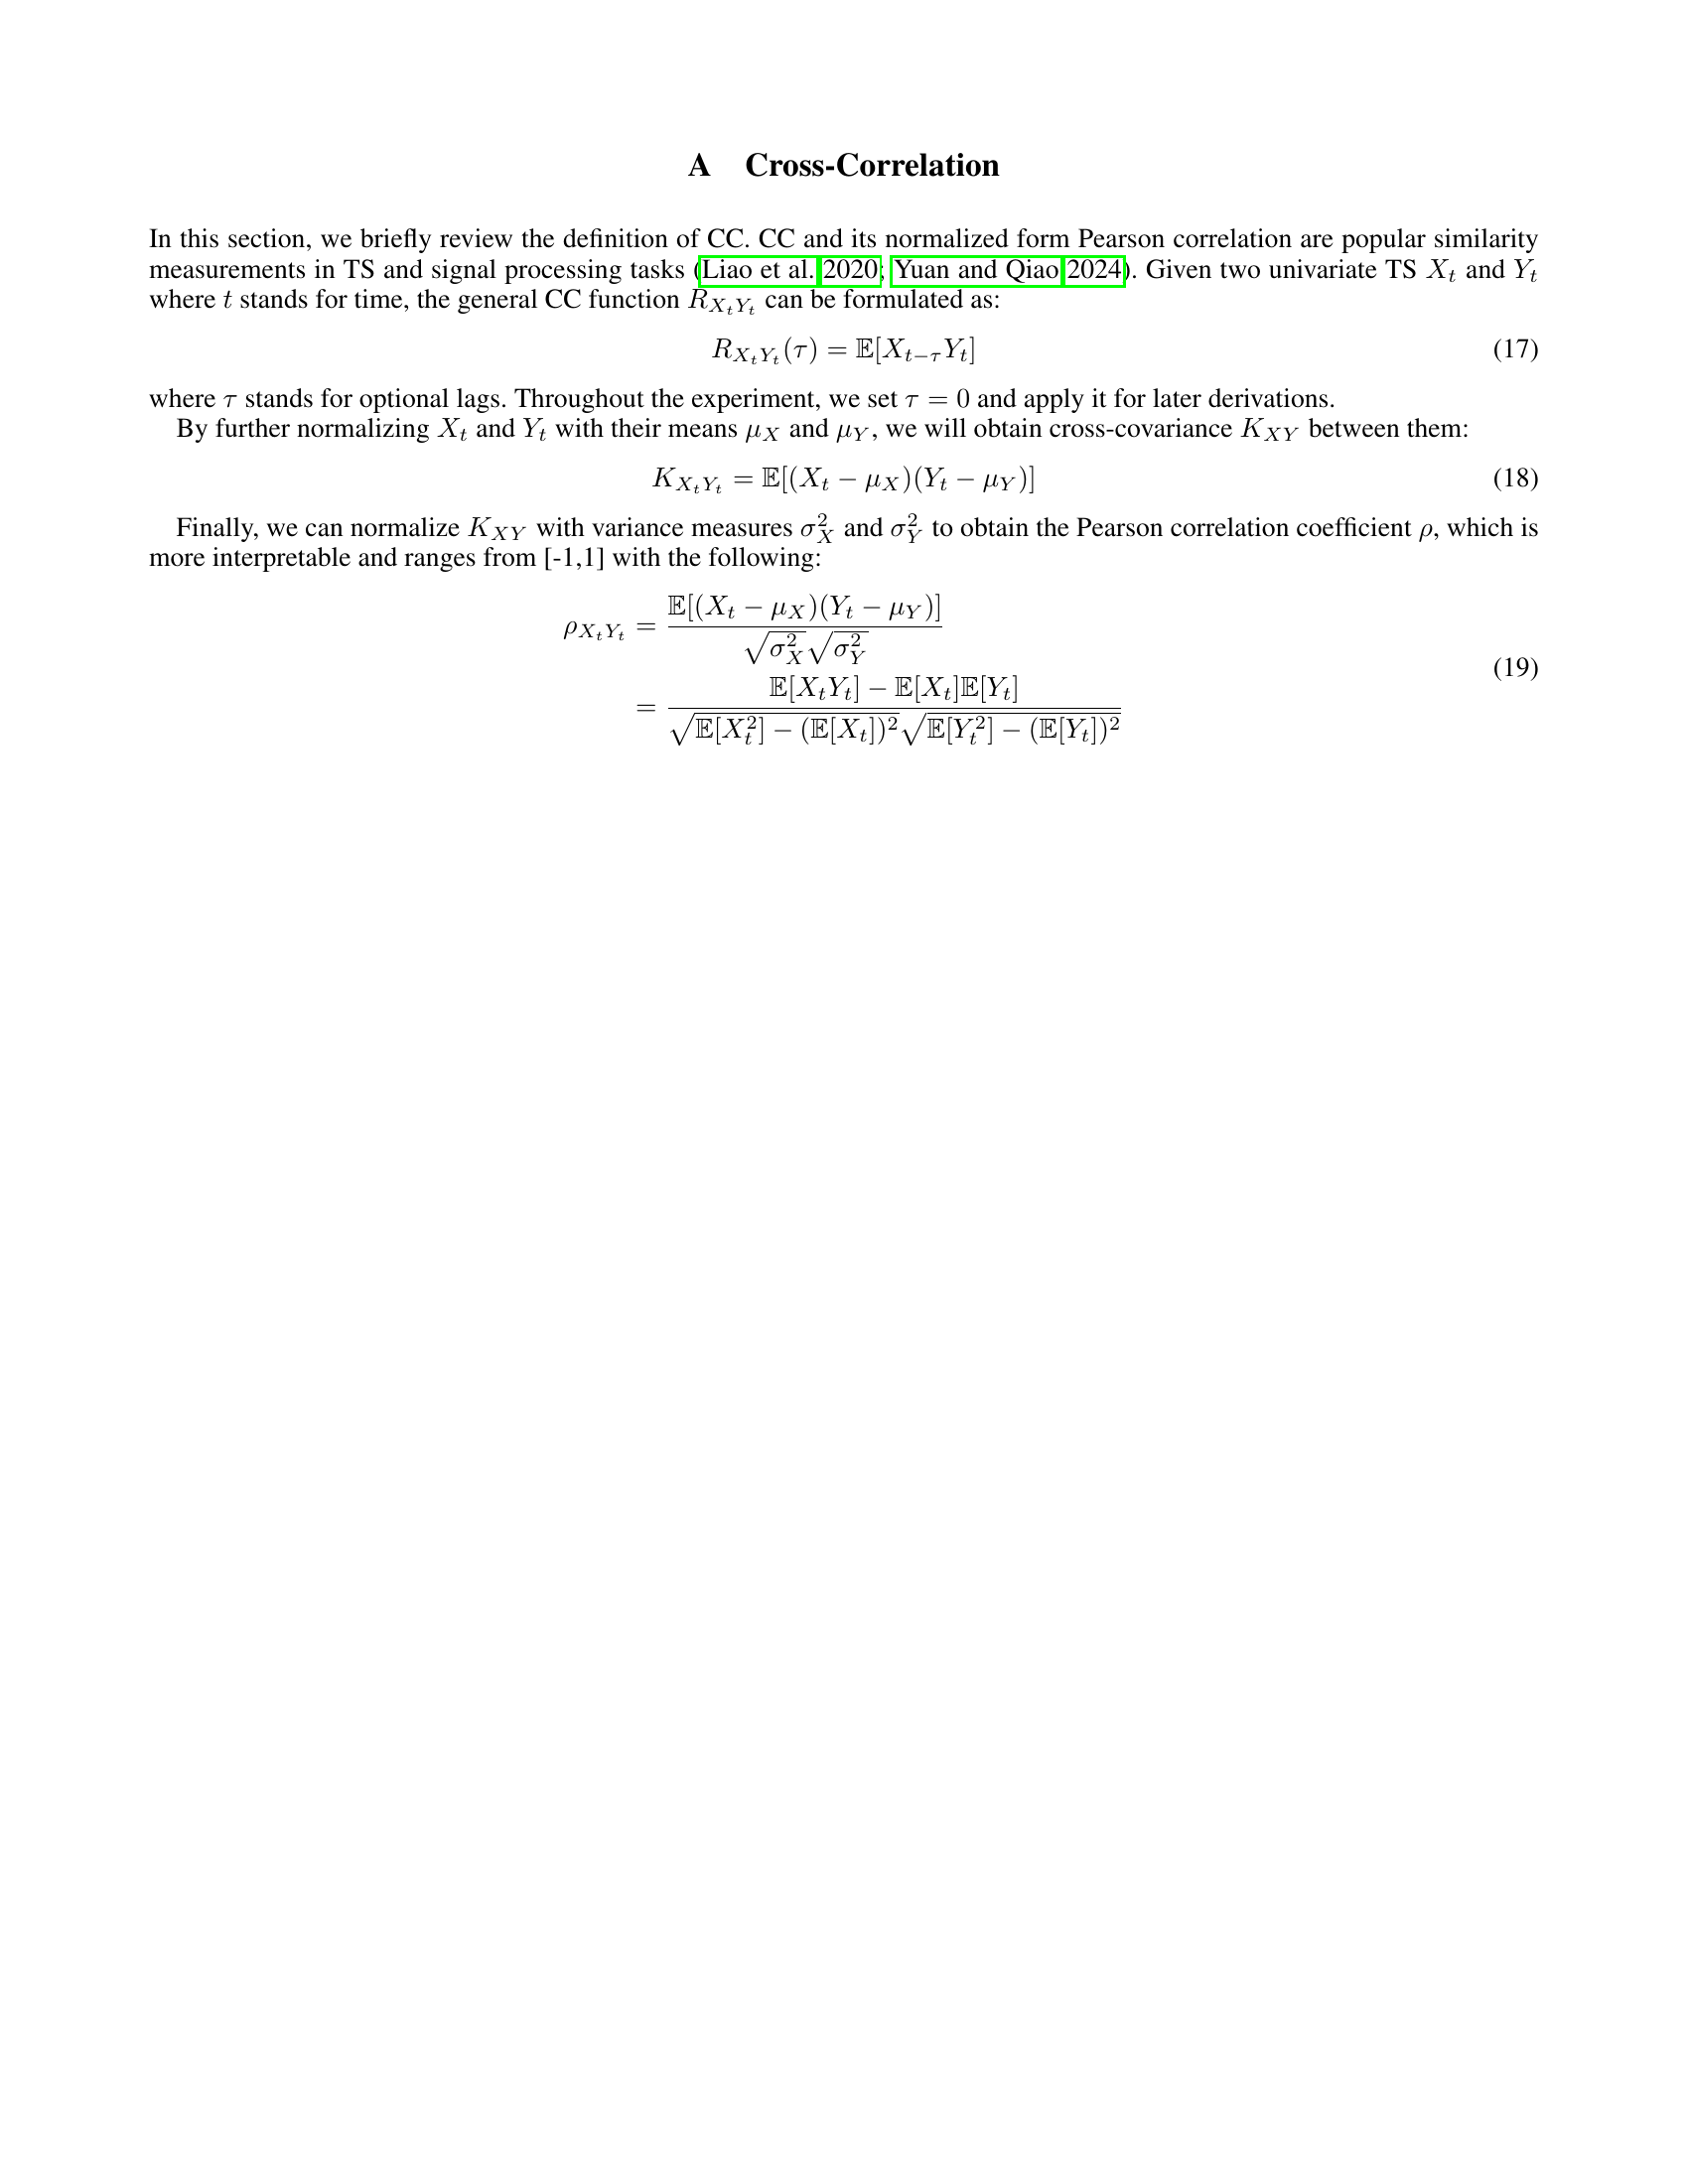 A Cross-Correlation
In this section, we briefly review the definition of CC. CC and its normalized form Pearson correlation are popular similarity
measurements in TS and signal processing tasks (Liao et al. 2020; Yuan and Qiao 2024). Given two univariate TS $X_t$ and $Y_t$
where $t$ stands for time, the general CC function $R_{X_tY_t}$ can be formulated as:
$R_{X_tY_t}(\tau) = \mathbb{E}[X_{t-\tau}Y_t]$ (17)
where $\tau$ stands for optional lags. Throughout the experiment, we set $\tau = 0$ and apply it for later derivations.
By further normalizing $X_t$ and $Y_t$ with their means $\mu_X$ and $\mu_Y$, we will obtain cross-covariance $K_{XY}$ between them:
$K_{X_tY_t} = \mathbb{E}[(X_t - \mu_X)(Y_t - \mu_Y)]$ (18)
Finally, we can normalize $K_{XY}$ with variance measures $\sigma_X^2$ and $\sigma_Y^2$ to obtain the Pearson correlation coefficient $\rho$, which is
more interpretable and ranges from [-1,1] with the following:
$\rho_{X_tY_t} = \frac{\mathbb{E}[(X_t - \mu_X)(Y_t - \mu_Y)]}{\sqrt{\sigma_X^2}\sqrt{\sigma_Y^2}}$
$= \frac{\mathbb{E}[X_tY_t] - \mathbb{E}[X_t]\mathbb{E}[Y_t]}{\sqrt{\mathbb{E}[X_t^2] - (\mathbb{E}[X_t])^2}\sqrt{\mathbb{E}[Y_t^2] - (\mathbb{E}[Y_t])^2}}$ (19)